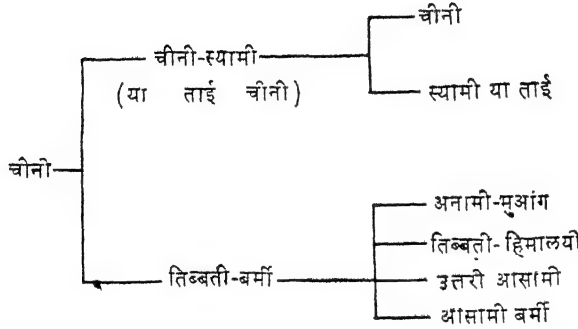 चीनी
चीनी-स्यामी
(या ताई चीनी)
स्यामी या ताई
चीनी
अनामी-मुआंग
तिब्बती-हिमालयी
तिब्बती-बर्मी
उत्तरी आसामी
आसामी बर्मी